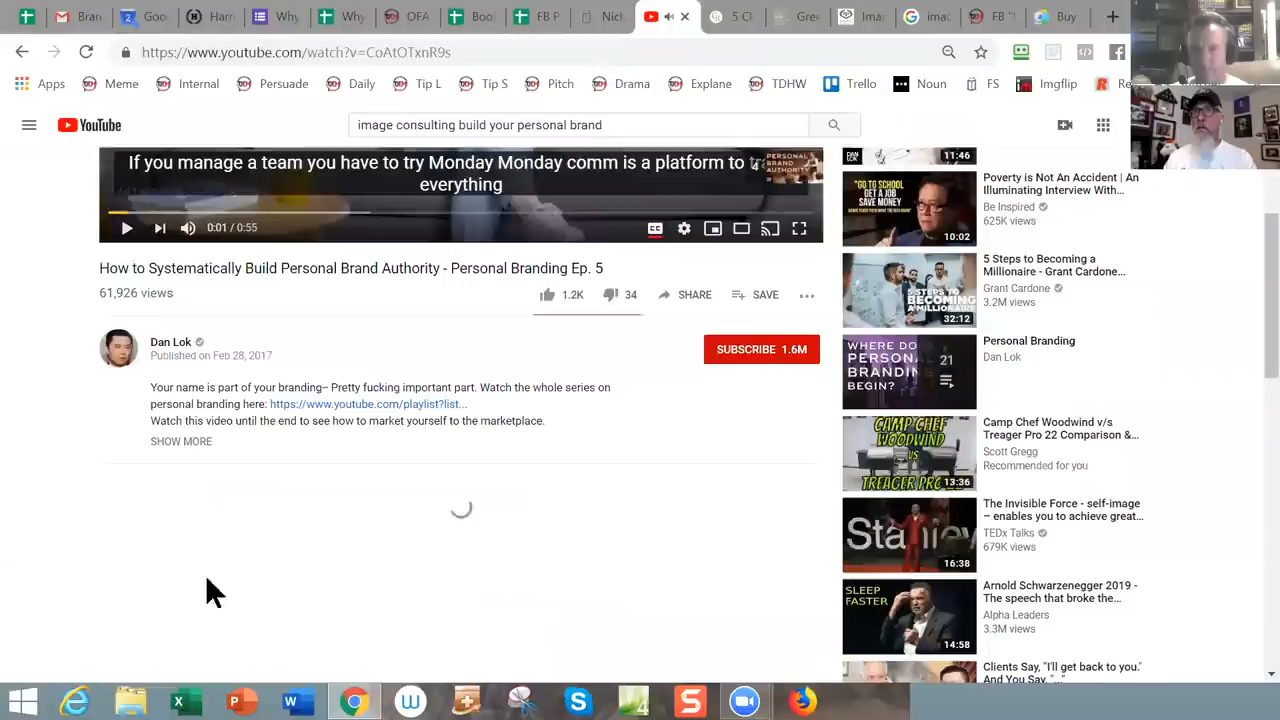 Ban
Goo
Harr
Why
Why
OFA
Boo
FB P
Nich
5 Cl
Gre
Imar
ima
FB "
Buy
https://www.youtube.com/watch?v=CoAtOTxnR9s
Apps
Meme
Internal
Persuade
Daily
Tip S
Pitch
Drama
Explane
TDHW
Trello
Noun
FS
Imgflip
YouTube
image consulting build your personal brand
If you manage a team you have to try Monday Monday comm is a platform to
everything
PERSONAL
BRAND
AUTHORITY
0:01 / 0:55
How to Systematically Build Personal Brand Authority - Personal Branding Ep. 5
61,926 views
1.2K
34
SHARE
SAVE
Dan Lok
Published on Feb 28, 2017
SUBSCRIBE 1.6M
Your name is part of your branding– Pretty fucking important part. Watch the whole series on
personal branding here: https://www.youtube.com/playlist?list...
Watch this video until the end to see how to market yourself to the marketplace.
SHOW MORE
DAN
LOK
11:46
"GO TO SCHOOL
GET A JOB
SAVE MONEY
10:02
Poverty is Not An Accident | An
Illuminating Interview With...
Be Inspired
625K views
5 STEPS TO
BECOMING
A MILLIONAIRE
32:12
5 Steps to Becoming a
Millionaire - Grant Cardone...
Grant Cardone
3.2M views
WHERE DO
PERSONAL
BRANDING
BEGIN?
21
Personal Branding
Dan Lok
CAMP CHEF
WOODWIND
VS
TREAGER PRO 22
13:36
Camp Chef Woodwind v/s
Treager Pro 22 Comparison &...
Scott Gregg
Recommended for you
Stanley
16:38
The Invisible Force - self-image
– enables you to achieve great...
TEDx Talks
679K views
SLEEP
FASTER
14:58
Arnold Schwarzenegger 2019 -
The speech that broke the...
Alpha Leaders
3.3M views
Clients Say, "I'll get back to you."
And You Say, "..."